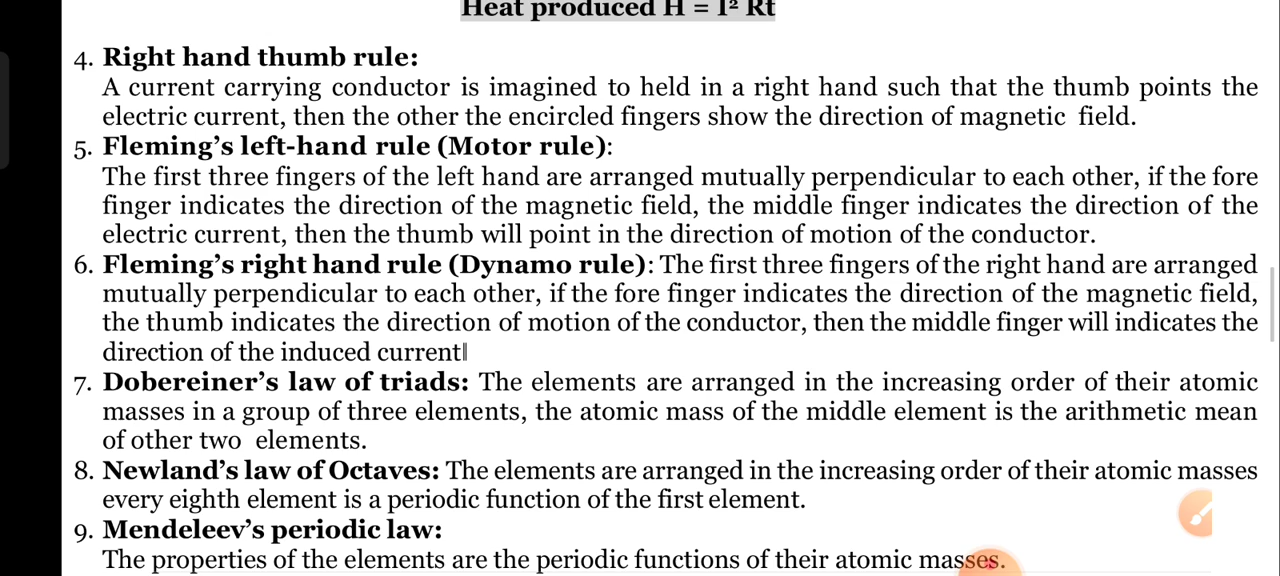 Heat produced H = I² Rt
4. Right hand thumb rule:
A current carrying conductor is imagined to held in a right hand such that the thumb points the
electric current, then the other the encircled fingers show the direction of magnetic field.
5. Fleming’s left-hand rule (Motor rule):
The first three fingers of the left hand are arranged mutually perpendicular to each other, if the fore
finger indicates the direction of the magnetic field, the middle finger indicates the direction of the
electric current, then the thumb will point in the direction of motion of the conductor.
6. Fleming’s right hand rule (Dynamo rule): The first three fingers of the right hand are arranged
mutually perpendicular to each other, if the fore finger indicates the direction of the magnetic field,
the thumb indicates the direction of motion of the conductor, then the middle finger will indicates the
direction of the induced current‖
7. Dobereiner’s law of triads: The elements are arranged in the increasing order of their atomic
masses in a group of three elements, the atomic mass of the middle element is the arithmetic mean
of other two elements.
8. Newland’s law of Octaves: The elements are arranged in the increasing order of their atomic masses
every eighth element is a periodic function of the first element.
9. Mendeleev’s periodic law:
The properties of the elements are the periodic functions of their atomic masses.